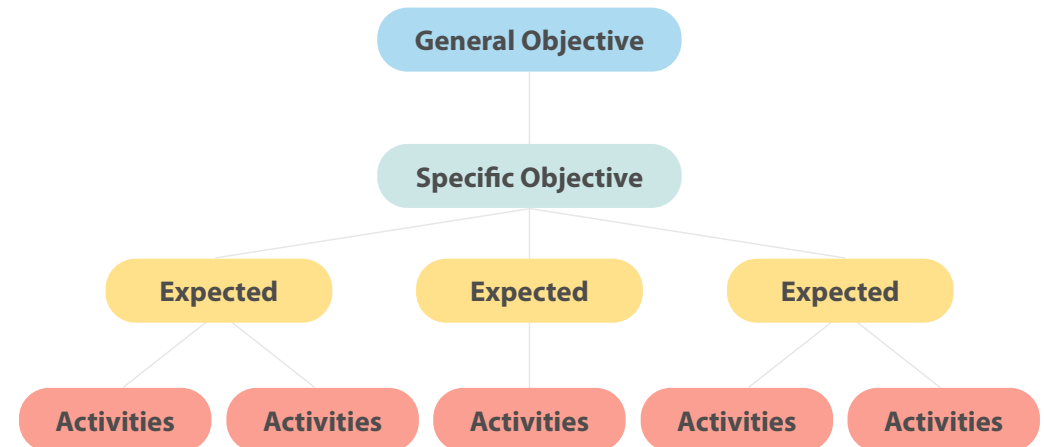 General Objective
Specific Objective
Expected
Expected
Expected
Activities
Activities
Activities
Activities
Activities